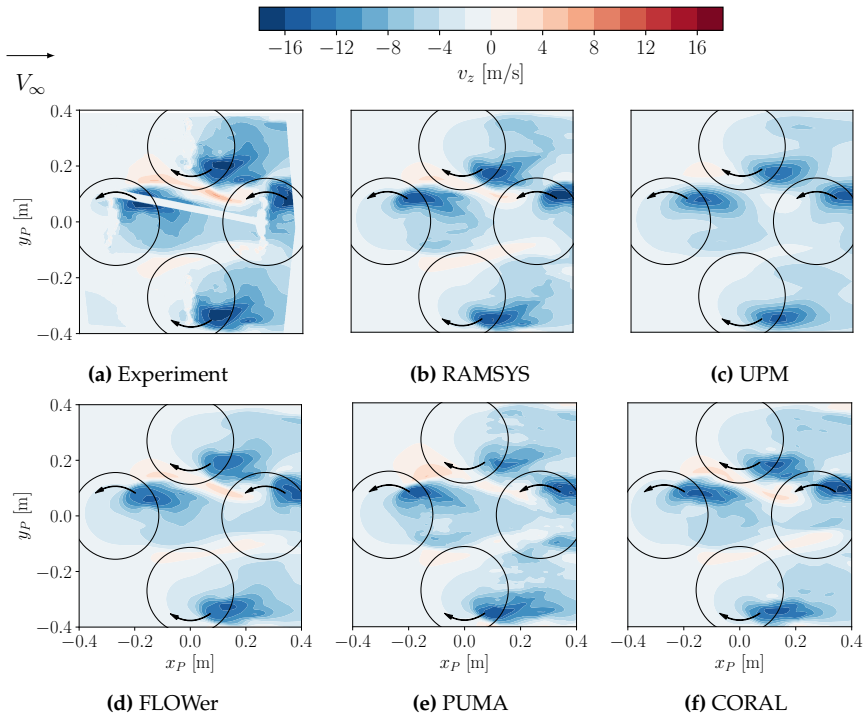 −16 −12 −8 −4 0 4 8 12 16
v_z [m/s]
V_∞
0.4
0.2
0.0
−0.2
−0.4
y_P [m]
(a) Experiment (b) RAMSYS (c) UPM
0.4
0.2
0.0
−0.2
−0.4
y_P [m]
−0.4 −0.2 0.0 0.2 0.4 −0.4 −0.2 0.0 0.2 0.4 −0.4 −0.2 0.0 0.2 0.4
x_P [m] x_P [m] x_P [m]
(d) FLOWer (e) PUMA (f) CORAL